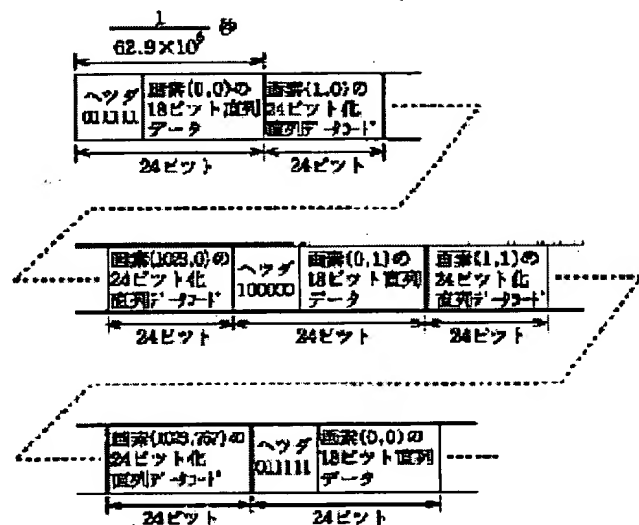 1
62.9×10⁶ 秒
ヘッダ
011111
画素(0,0)の
18ビット直列
データ
画素(1,0)の
24ビット化
直列データコード
24ビット
24ビット
画素(1023,0)の
24ビット化
直列データコード
ヘッダ
100000
画素(0,1)の
18ビット直列
データ
画素(1,1)の
24ビット化
直列データコード
24ビット
24ビット
24ビット
画素(1023,767)の
24ビット化
直列データコード
ヘッダ
011111
画素(0,0)の
18ビット直列
データ
24ビット
24ビット